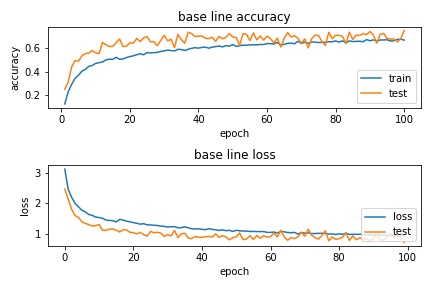 base line accuracy
accuracy
0.6
0.4
0.2
train
test
0 20 40 60 80 100
epoch
base line loss
loss
3
2
1
loss
test
0 20 40 60 80 100
epoch